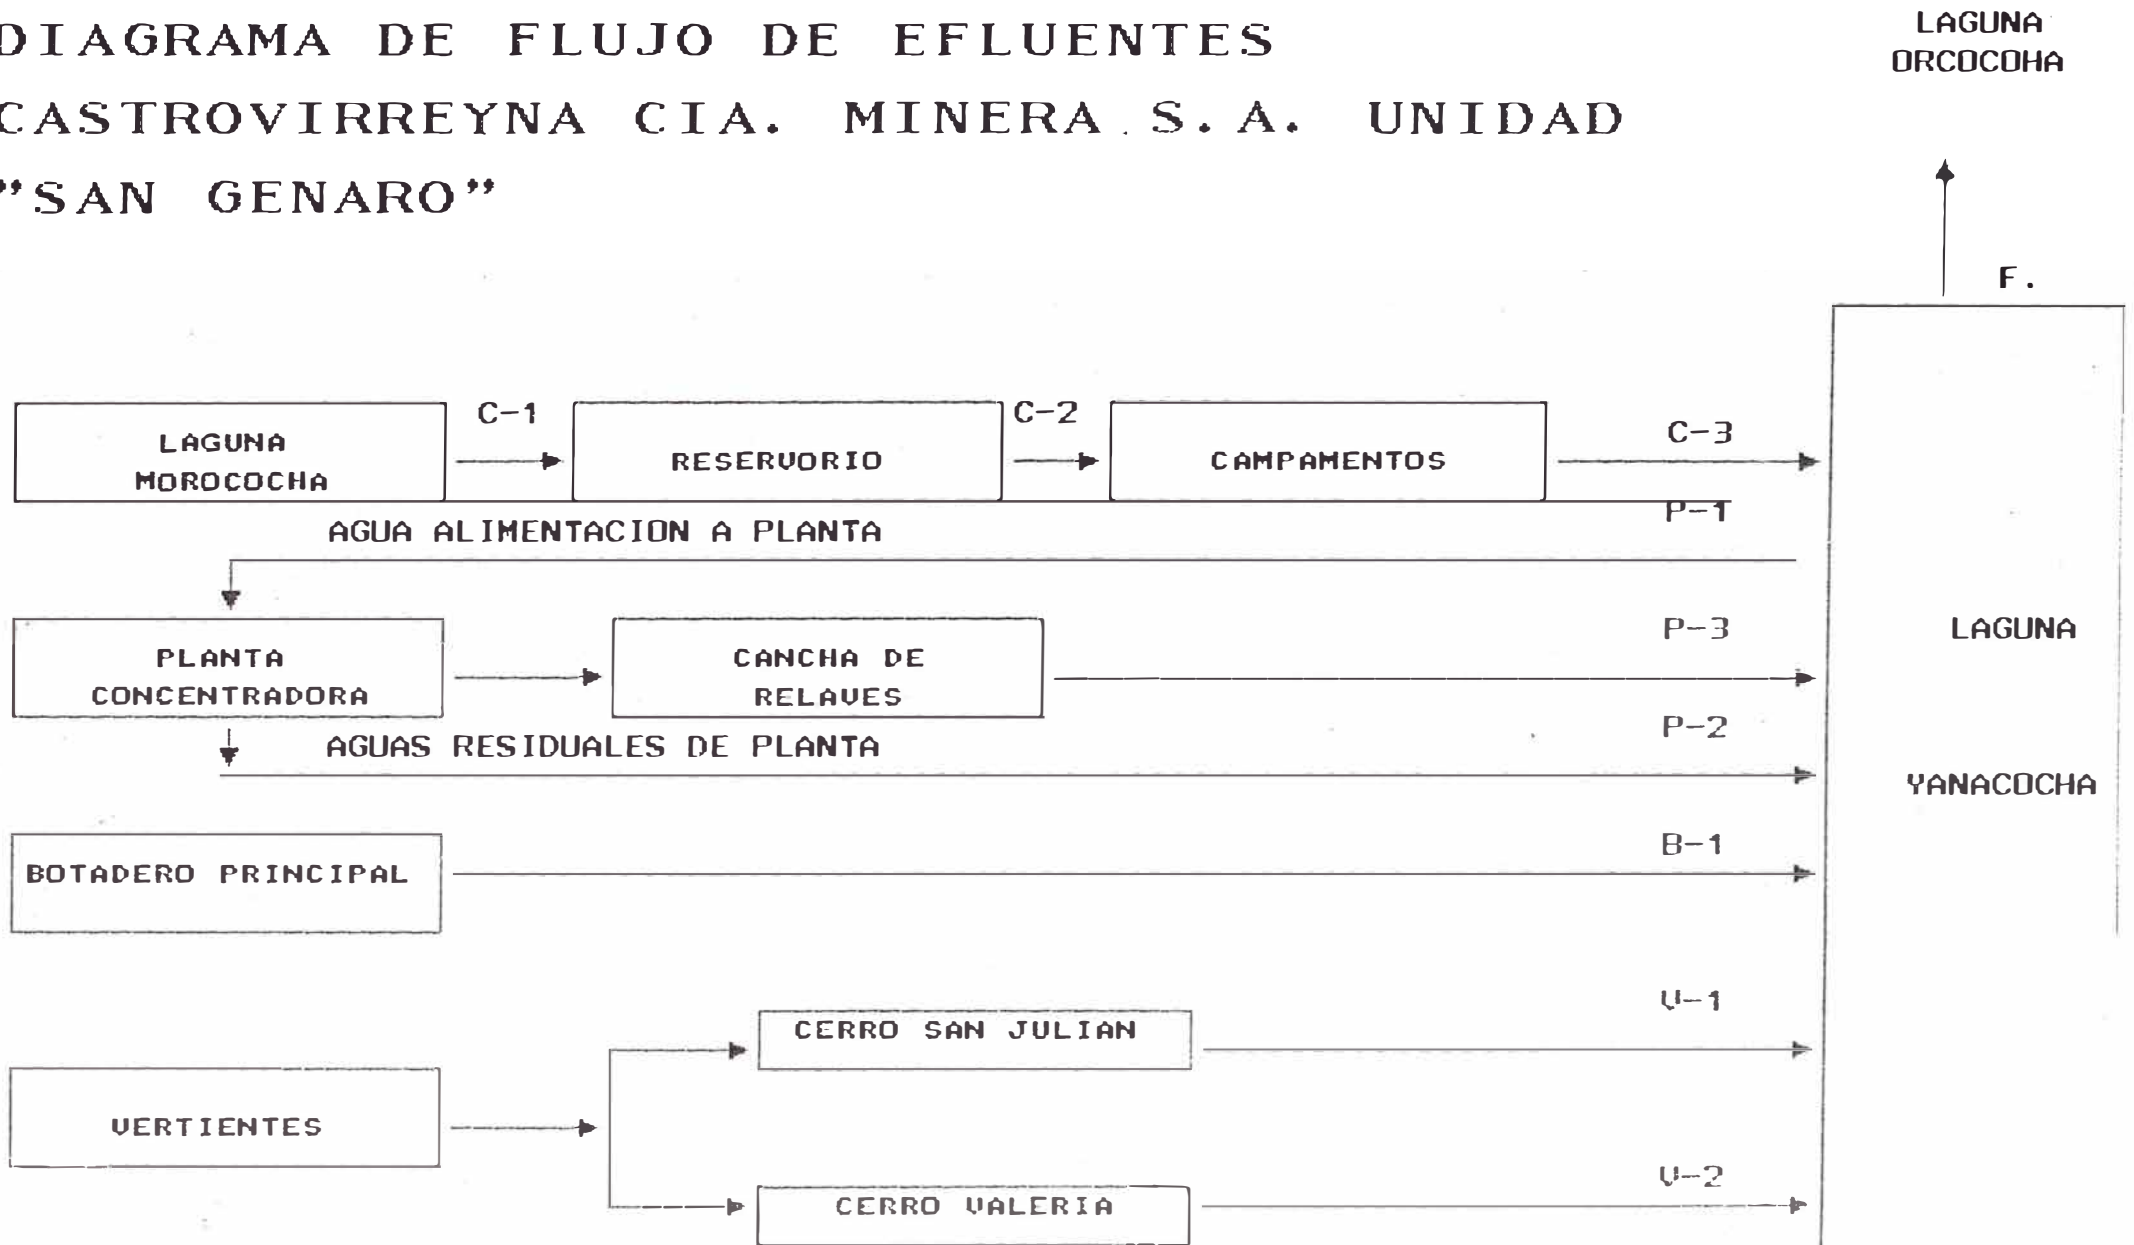 DIAGRAMA DE FLUJO DE EFLUENTES
CASTROVIRREYNA CIA. MINERA S.A. UNIDAD
"SAN GENARO"
LAGUNA
ORCOCOHA
F.
LAGUNA
MOROCOCHA
C-1
RESERVORIO
C-2
CAMPAMENTOS
C-3
AGUA ALIMENTACION A PLANTA
P-1
PLANTA
CONCENTRADORA
CANCHA DE
RELAVES
P-3
LAGUNA
YANACOCHA
AGUAS RESIDUALES DE PLANTA
P-2
BOTADERO PRINCIPAL
B-1
VERTIENTES
CERRO SAN JULIAN
V-1
CERRO VALERIA
V-2